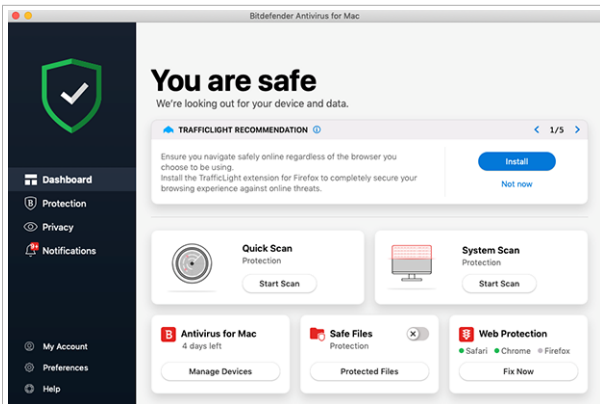 Bitdefender Antivirus for Mac
You are safe
We're looking out for your device and data.
TRAFFICLIGHT RECOMMENDATION
1/5
Ensure you navigate safely online regardless of the browser you
choose to be using.
Install the TrafficLight extension for Firefox to completely secure your
browsing experience against online threats.
Install
Not now
Dashboard
B Protection
Privacy
9+ Notifications
Quick Scan
Protection
Start Scan
System Scan
Protection
Start Scan
B Antivirus for Mac
4 days left
Manage Devices
Safe Files
Protection
Protected Files
Web Protection
Safari Chrome Firefox
Fix Now
My Account
Preferences
Help